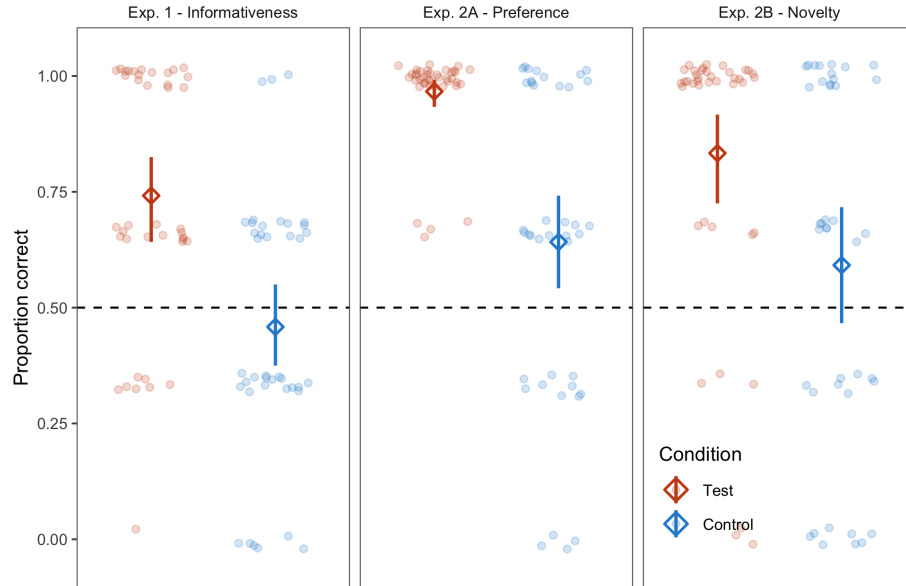 Exp. 1 - Informativeness
Exp. 2A - Preference
Exp. 2B - Novelty
Proportion correct
1.00
0.75
0.50
0.25
0.00
Condition
Test
Control